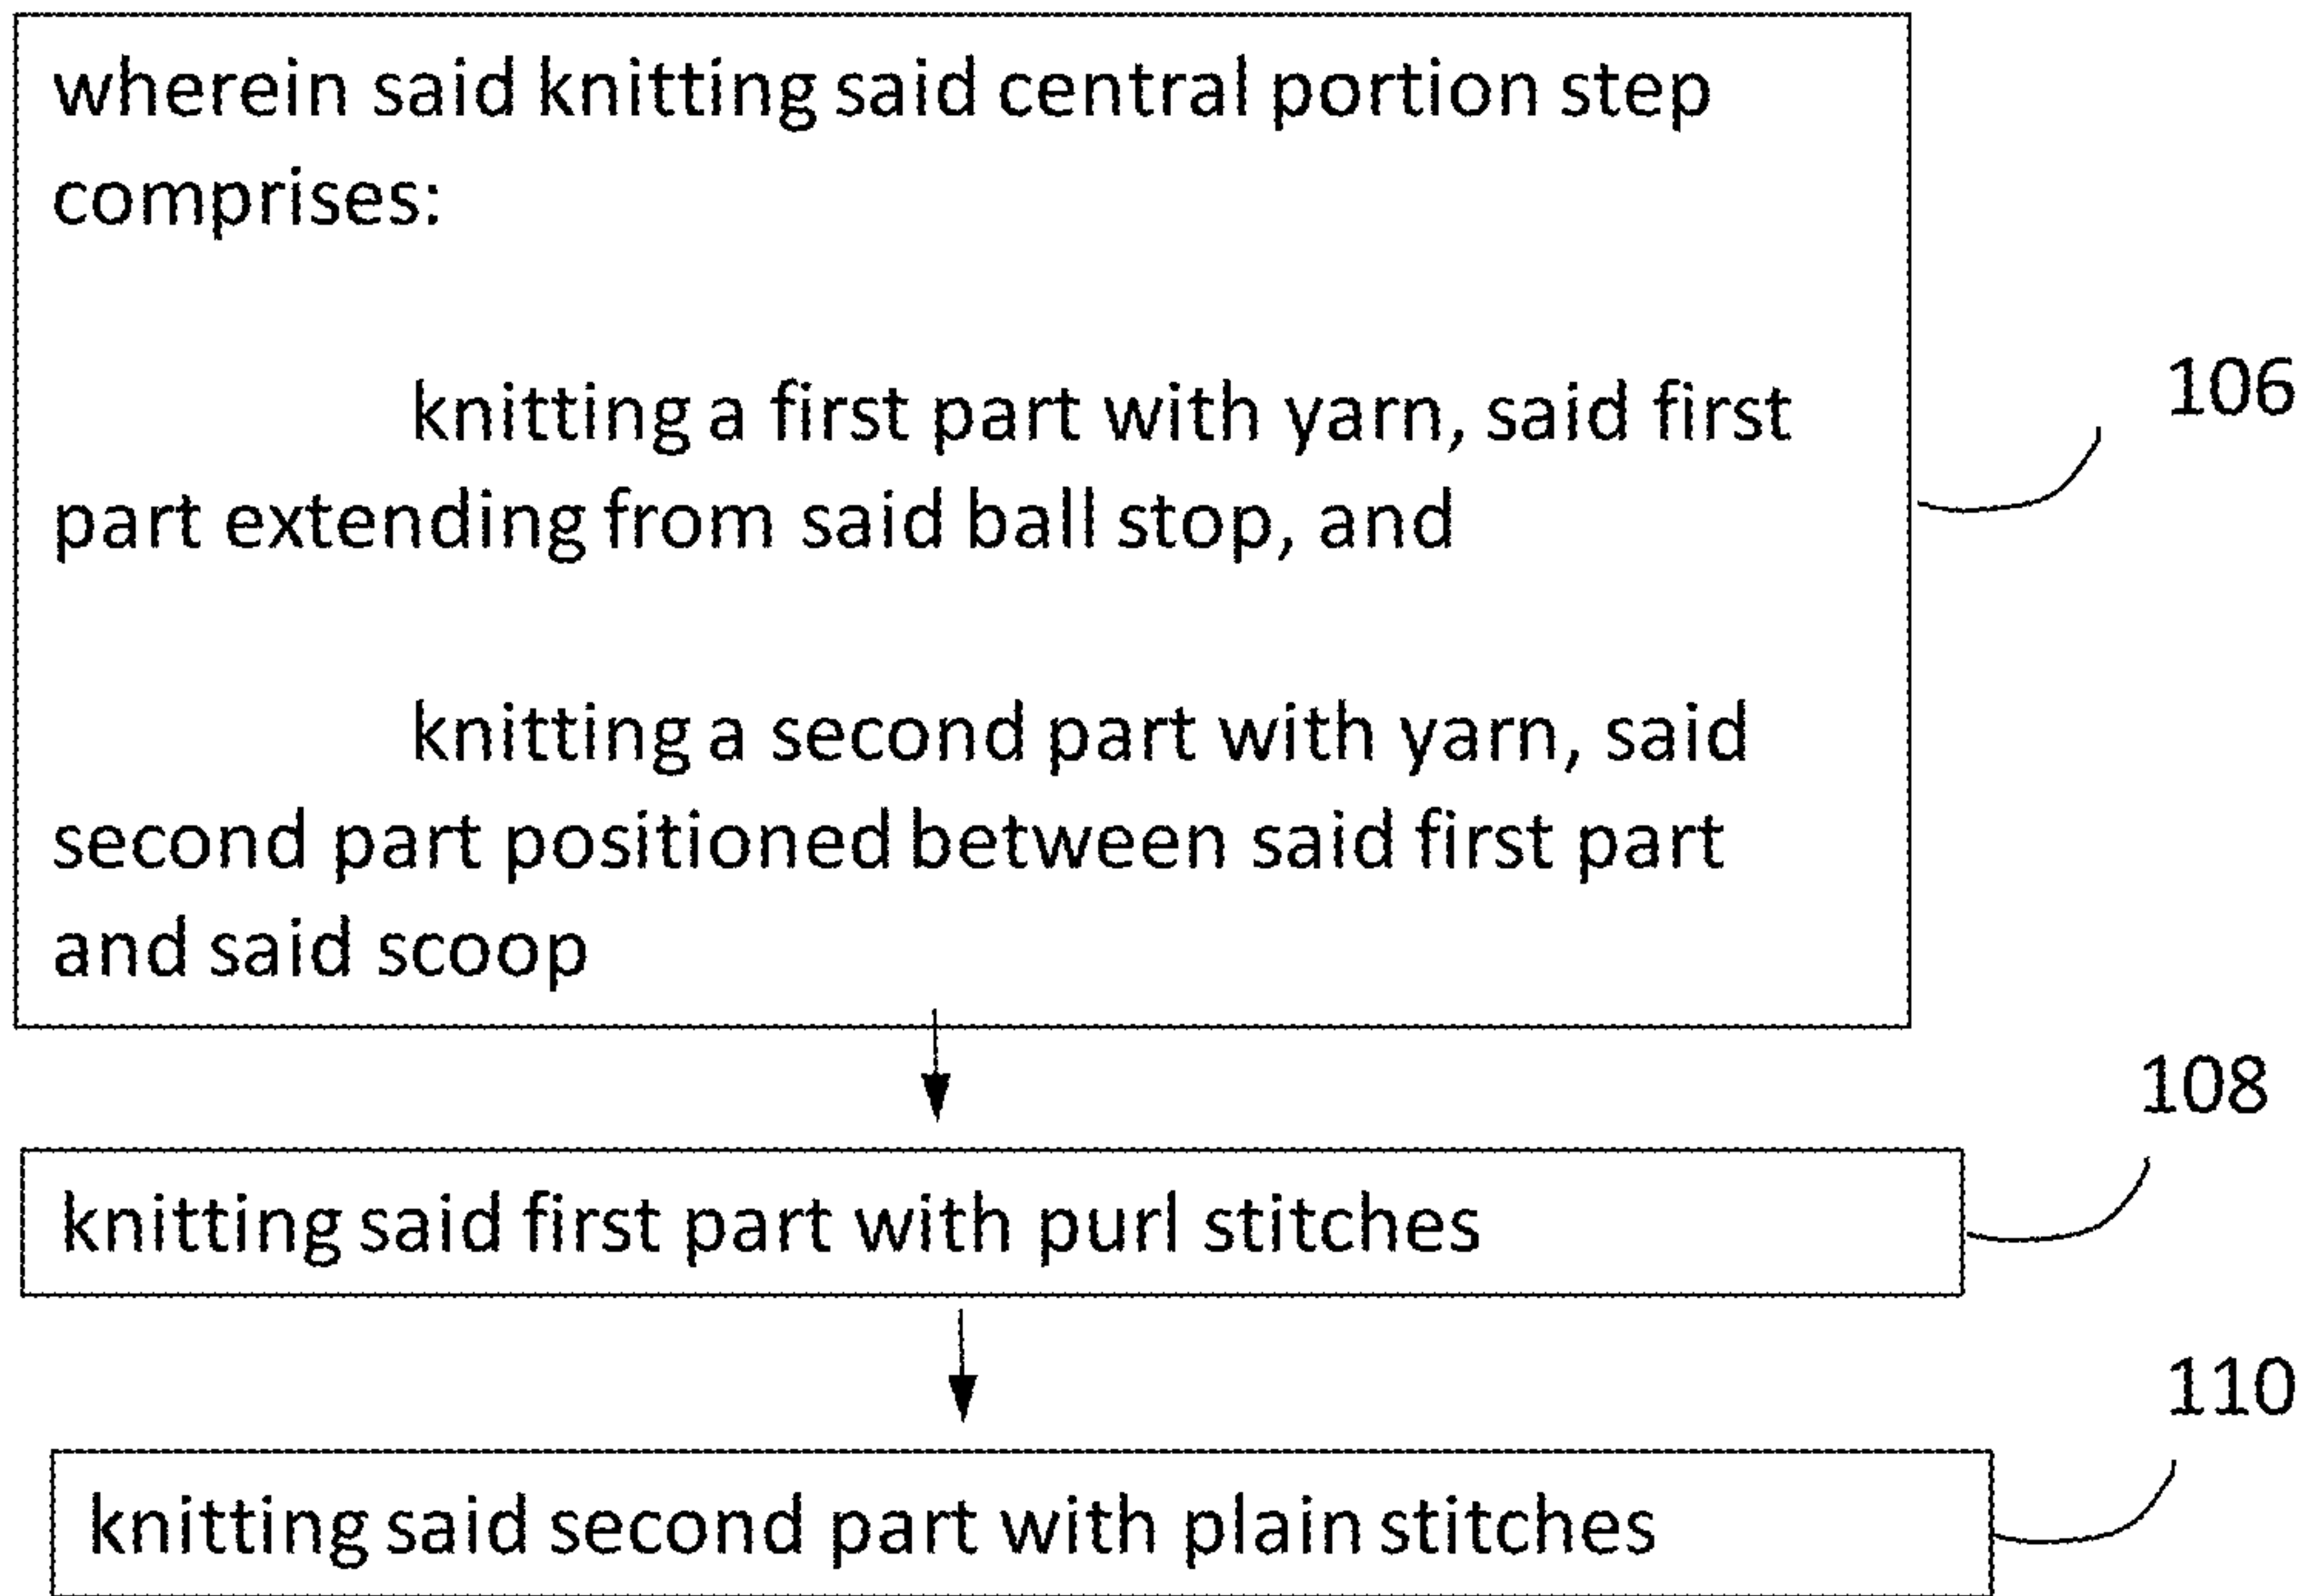 wherein said knitting said central portion step
comprises:
knitting a first part with yarn, said first
part extending from said ball stop, and
106
knitting a second part with yarn, said
second part positioned between said first part
and said scoop
108
knitting said first part with purl stitches
110
knitting said second part with plain stitches